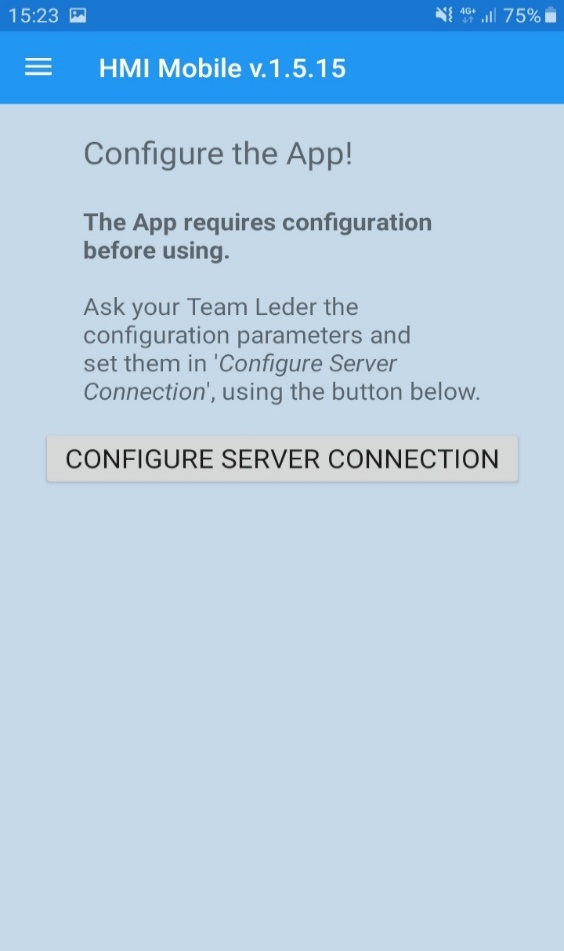 15:23 4G+ 75%
HMI Mobile v.1.5.15
Configure the App!
The App requires configuration
before using.
Ask your Team Leder the
configuration parameters and
set them in 'Configure Server
Connection', using the button below.
CONFIGURE SERVER CONNECTION